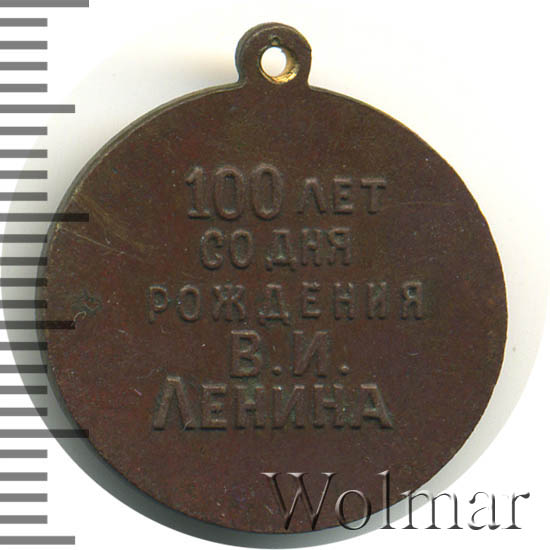 100 ЛЕТ
СО ДНЯ
РОЖДЕНИЯ
В.И.
ЛЕНИНА
Wolmar